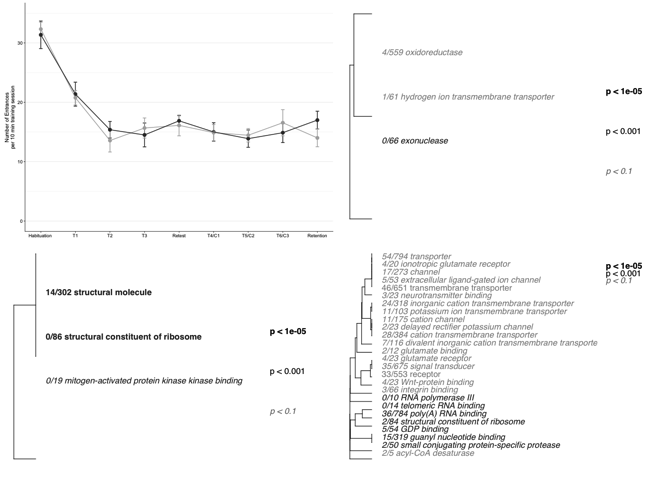 Number of Entrances
per 10 min training session
30
20
10
0
Habituation T1 T2 T3 Retest T4/C1 T5/C2 T6/C3 Retention
4/559 oxidoreductase
1/61 hydrogen ion transmembrane transporter
0/66 exonuclease
p < 1e-05
p < 0.001
p < 0.1
14/302 structural molecule
0/86 structural constituent of ribosome
0/19 mitogen-activated protein kinase kinase binding
p < 1e-05
p < 0.001
p < 0.1
54/794 transporter
4/20 ionotropic glutamate receptor
17/273 channel
5/53 extracellular ligand-gated ion channel
46/651 transmembrane transporter
3/23 neurotransmitter binding
24/318 inorganic cation transmembrane transporter
11/103 potassium ion transmembrane transporter
11/175 cation channel
2/23 delayed rectifier potassium channel
28/384 cation transmembrane transporter
7/116 divalent inorganic cation transmembrane transporte
2/12 glutamate binding
4/23 glutamate receptor
35/675 signal transducer
33/553 receptor
4/23 Wnt-protein binding
3/66 integrin binding
0/10 RNA polymerase III
0/14 telomeric RNA binding
36/784 poly(A) RNA binding
2/84 structural constituent of ribosome
5/54 GDP binding
15/319 guanyl nucleotide binding
2/50 small conjugating protein-specific protease
2/5 acyl-CoA desaturase
p < 1e-05
p < 0.001
p < 0.1